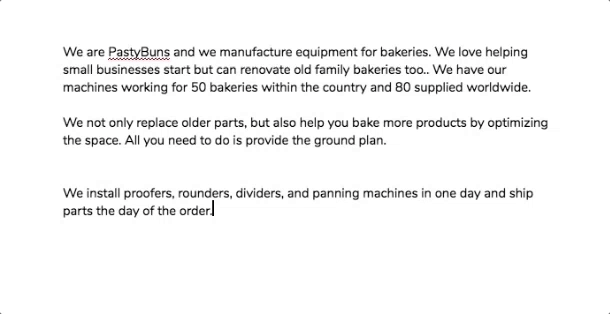 We are PastyBuns and we manufacture equipment for bakeries. We love helping
small businesses start but can renovate old family bakeries too.. We have our
machines working for 50 bakeries within the country and 80 supplied worldwide.
We not only replace older parts, but also help you bake more products by optimizing
the space. All you need to do is provide the ground plan.
We install proofers, rounders, dividers, and panning machines in one day and ship
parts the day of the order.